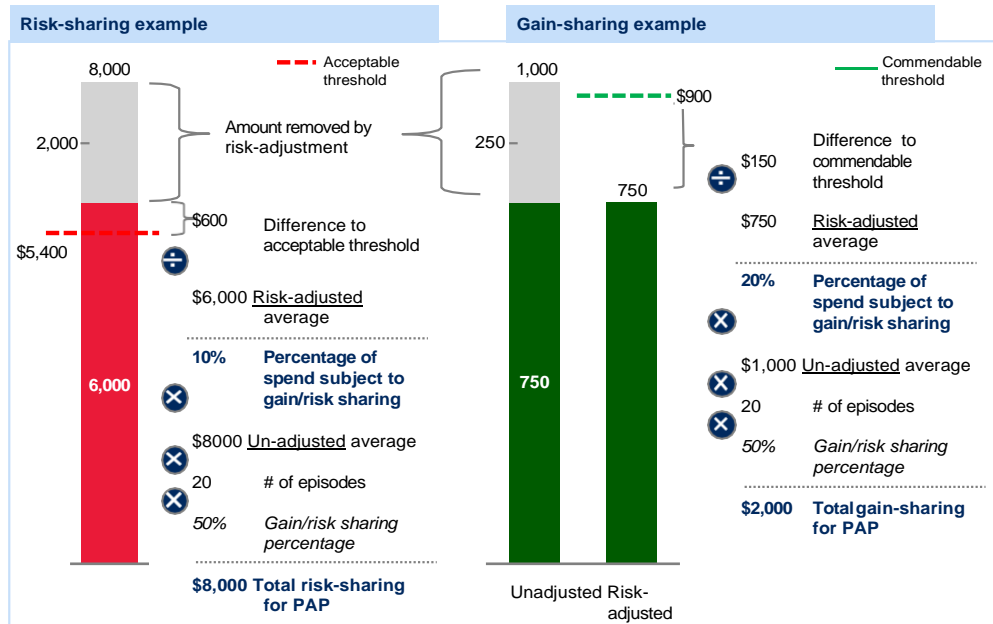 Risk-sharing example
8,000
Acceptable
threshold
2,000
Amount removed by
risk-adjustment
$600
Difference to
acceptable threshold
$5,400
÷
$6,000 Risk-adjusted
average
10% Percentage of
spend subject to
gain/risk sharing
6,000
×
$8000 Un-adjusted average
×
20 # of episodes
×
50% Gain/risk sharing
percentage
$8,000 Total risk-sharing
for PAP
Gain-sharing example
1,000
Commendable
threshold
$900
250
Difference to
commendable
threshold
$150
÷
750
$750 Risk-adjusted
average
20% Percentage of
spend subject to
gain/risk sharing
×
$1,000 Un-adjusted average
×
750
20 # of episodes
×
50% Gain/risk sharing
percentage
$2,000 Total gain-sharing
for PAP
Unadjusted Risk-
adjusted